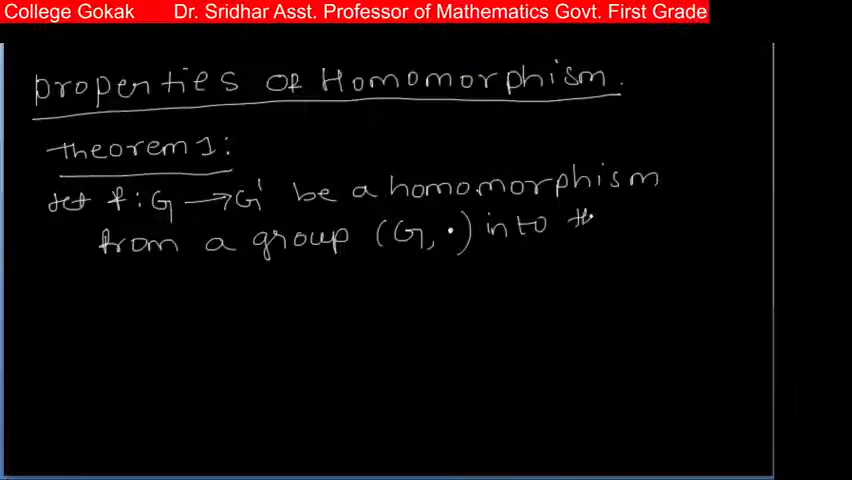 College Gokak Dr. Sridhar Asst. Professor of Mathematics Govt. First Grade
Properties of Homomorphism.
Theorem 1:
Let f : G → G' be a homomorphism
from a group (G, ·) into